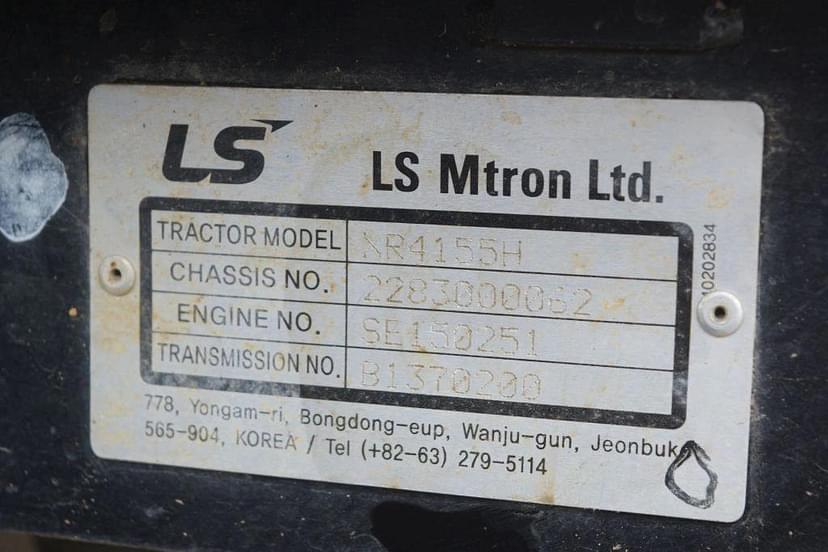 LS
LS Mtron Ltd.
TRACTOR MODEL XR4155H
CHASSIS NO. 2283000062
ENGINE NO. SE150251
TRANSMISSION NO. B1370200
778, Yongam-ri, Bongdong-eup, Wanju-gun, Jeonbuk
565-904, KOREA / Tel (+82-63) 279-5114